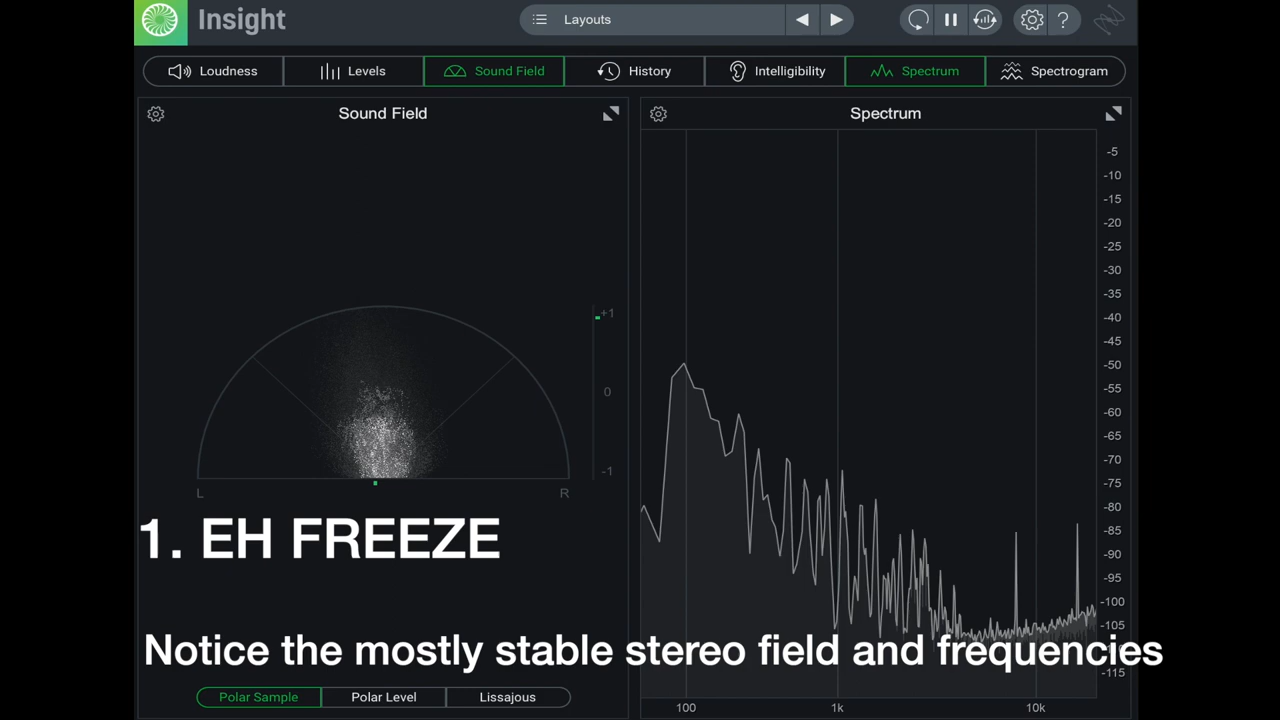 Insight
Layouts
?
Loudness
Levels
Sound Field
History
Intelligibility
Spectrum
Spectrogram
Sound Field
+1
0
-1
L
R
Spectrum
-5
-10
-15
-20
-25
-30
-35
-40
-45
-50
-55
-60
-65
-70
-75
-80
-85
-90
-95
-100
-105
-115
100
1k
10k
1. EH FREEZE
Notice the mostly stable stereo field and frequencies
Polar Sample
Polar Level
Lissajous